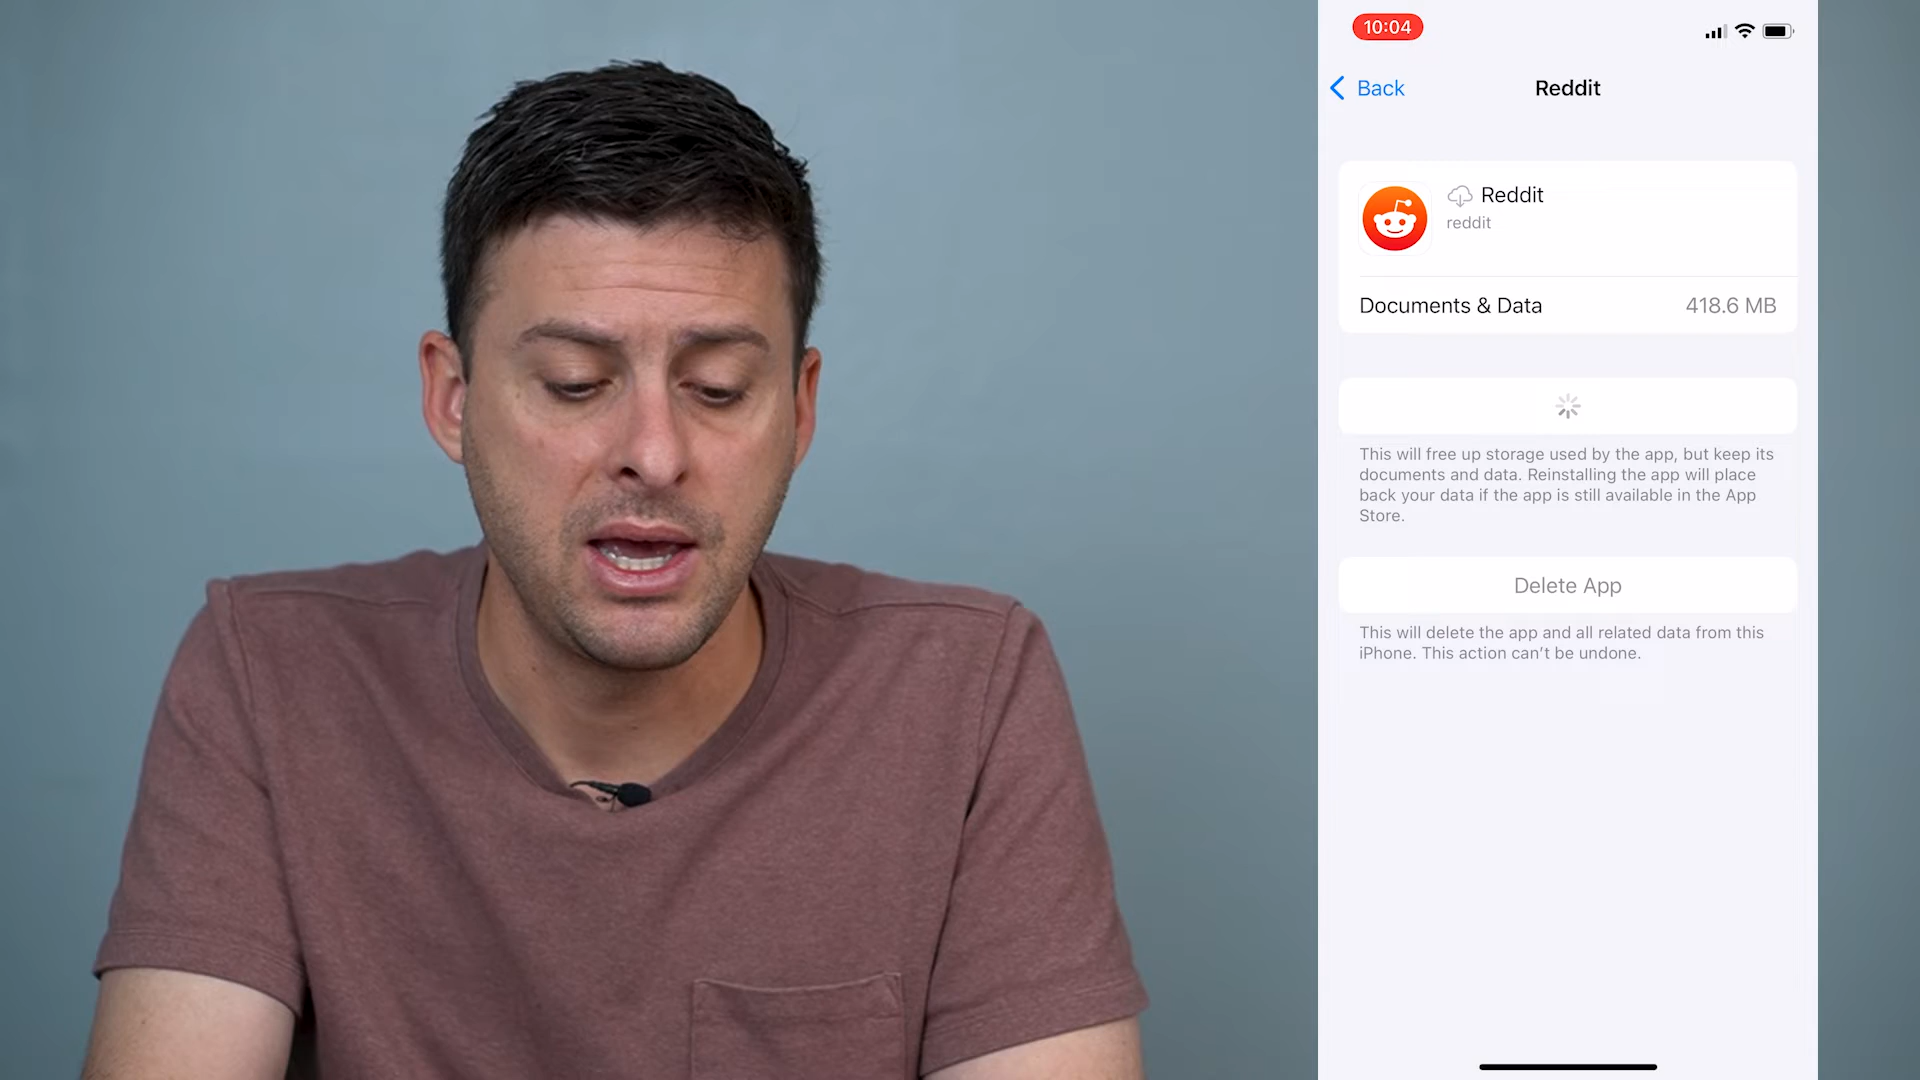 10:04
Back
Reddit
Reddit
reddit
Documents & Data 418.6 MB
This will free up storage used by the app, but keep its
documents and data. Reinstalling the app will place
back your data if the app is still available in the App
Store.
Delete App
This will delete the app and all related data from this
iPhone. This action can’t be undone.